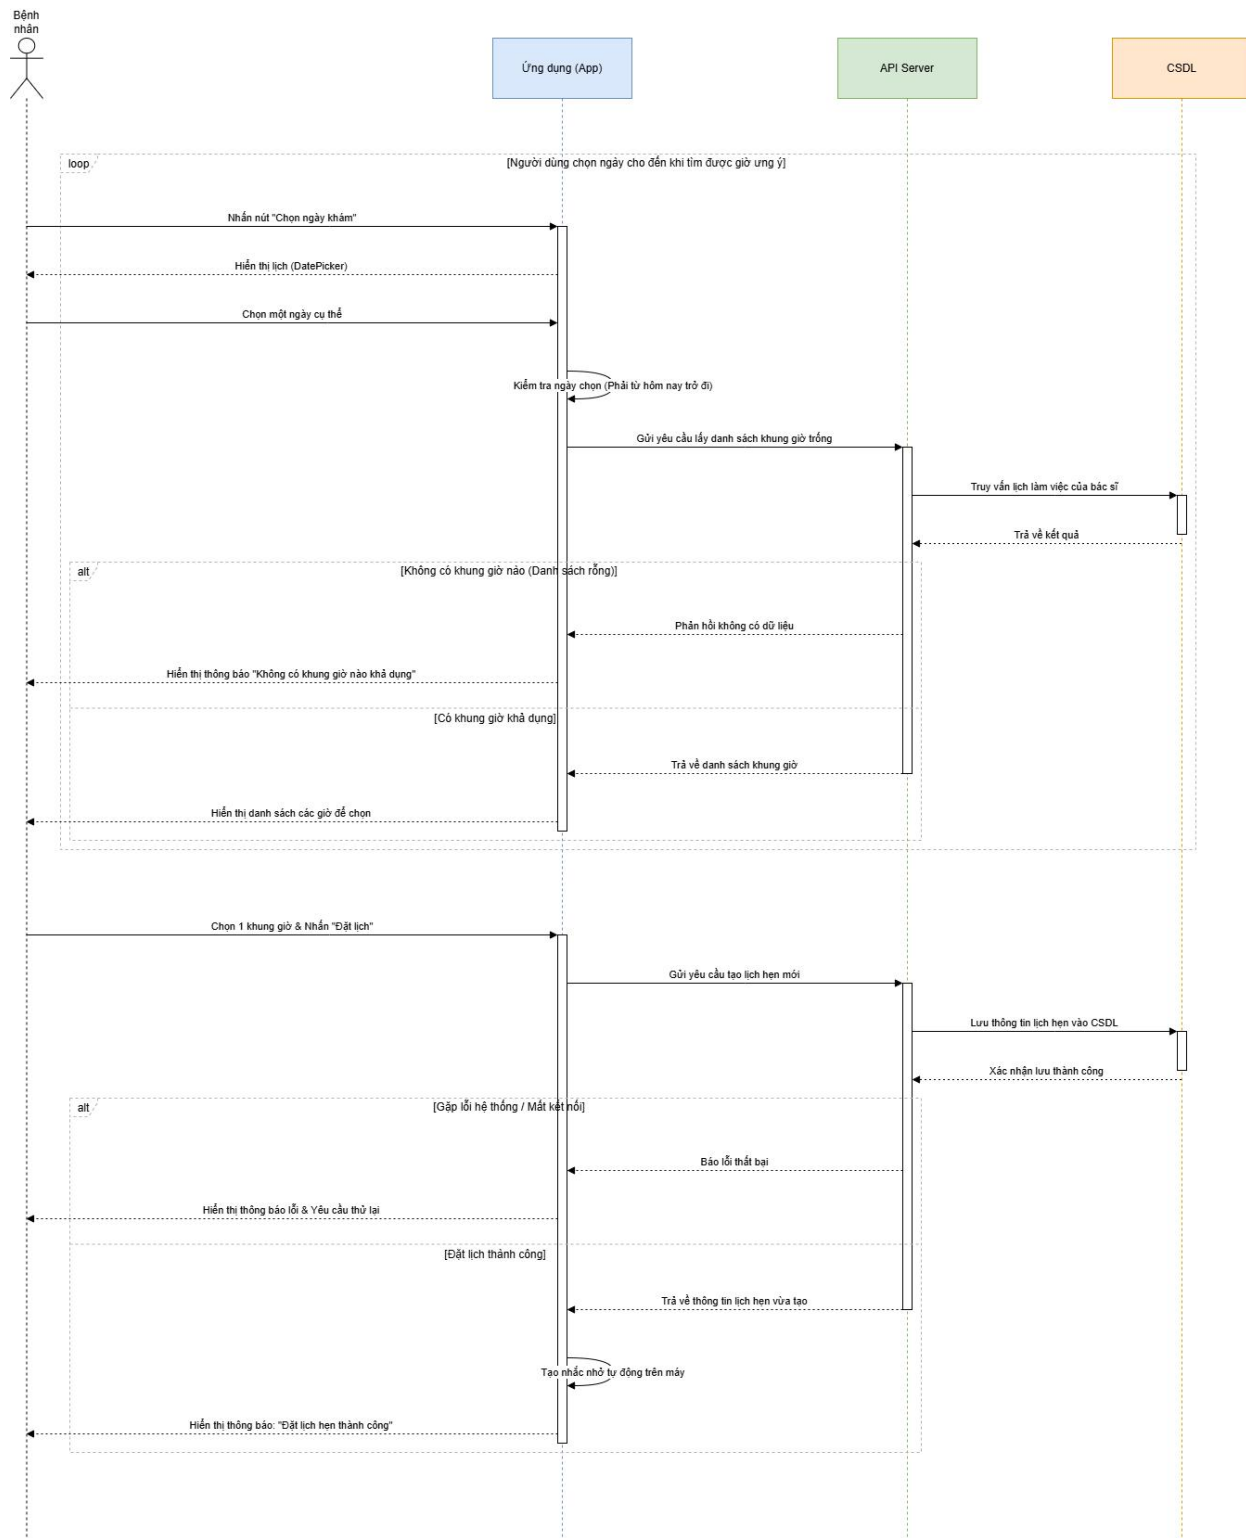 Bệnh
nhân
Ứng dụng (App)
API Server
CSDL
loop
[Người dùng chọn ngày cho đến khi tìm được giờ ưng ý]
Nhấn nút "Chọn ngày khám"
Hiển thị lịch (DatePicker)
Chọn một ngày cụ thể
Kiểm tra ngày chọn (Phải từ hôm nay trở đi)
Gửi yêu cầu lấy danh sách khung giờ trống
Truy vấn lịch làm việc của bác sĩ
Trả về kết quả
alt
[Không có khung giờ nào (Danh sách rỗng)]
Phản hồi không có dữ liệu
Hiển thị thông báo "Không có khung giờ nào khả dụng"
[Có khung giờ khả dụng]
Trả về danh sách khung giờ
Hiển thị danh sách các giờ để chọn
Chọn 1 khung giờ & Nhấn "Đặt lịch"
Gửi yêu cầu tạo lịch hẹn mới
Lưu thông tin lịch hẹn vào CSDL
Xác nhận lưu thành công
alt
[Gặp lỗi hệ thống / Mất kết nối]
Báo lỗi thất bại
Hiển thị thông báo lỗi & Yêu cầu thử lại
[Đặt lịch thành công]
Trả về thông tin lịch hẹn vừa tạo
Tạo nhắc nhở tự động trên máy
Hiển thị thông báo: "Đặt lịch hẹn thành công"